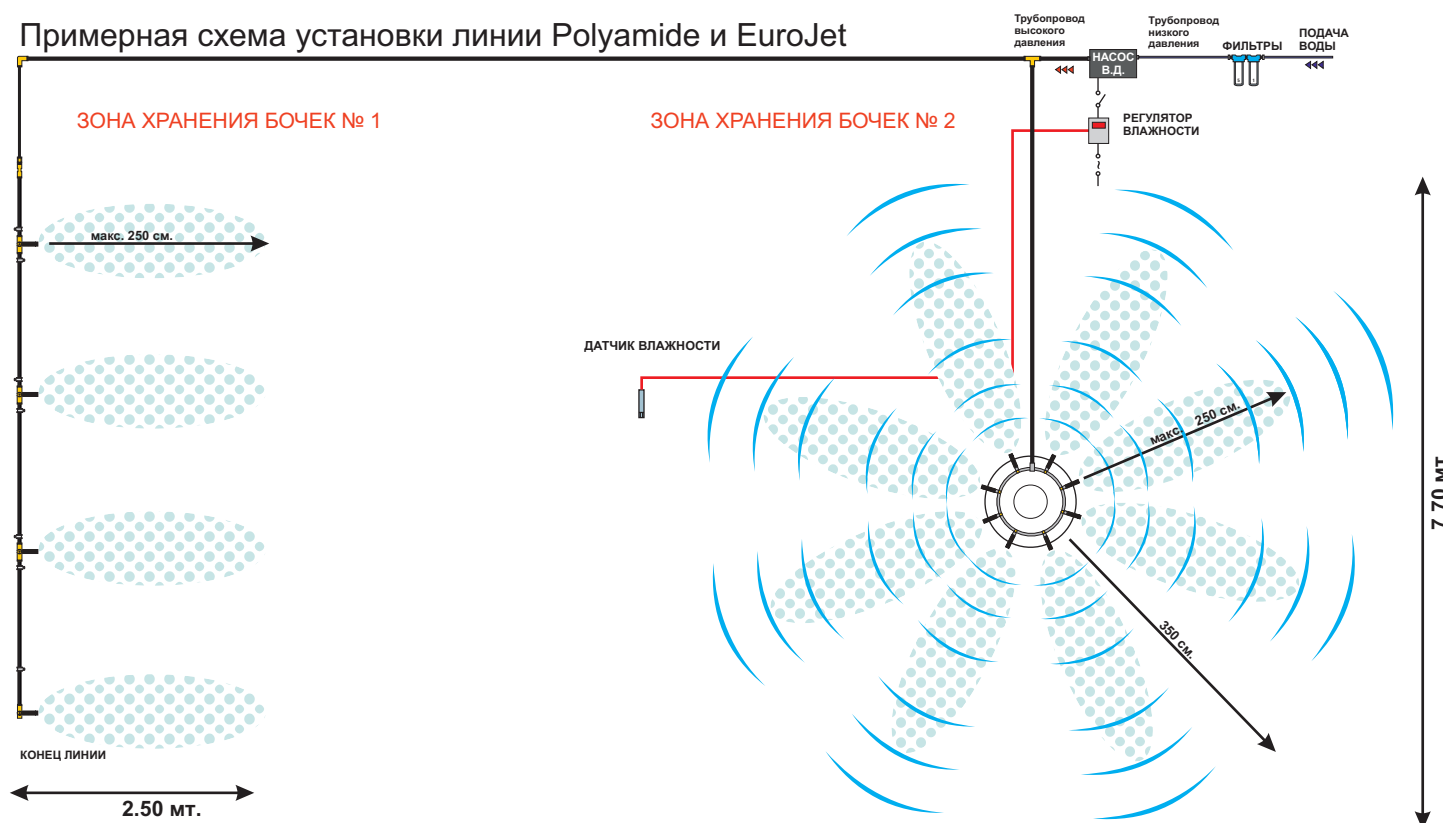 Примерная схема установки линии Polyamide и EuroJet
Трубопровод
высокого
давления
Трубопровод
низкого
давления
ФИЛЬТРЫ
ПОДАЧА
ВОДЫ
НАСОС
В.Д.
5 1
ЗОНА ХРАНЕНИЯ БОЧЕК № 1
ЗОНА ХРАНЕНИЯ БОЧЕК № 2
РЕГУЛЯТОР
ВЛАЖНОСТИ
макс. 250 см.
ДАТЧИК ВЛАЖНОСТИ
макс. 250 см.
350 см.
7.70 мт.
КОНЕЦ ЛИНИИ
2.50 мт.